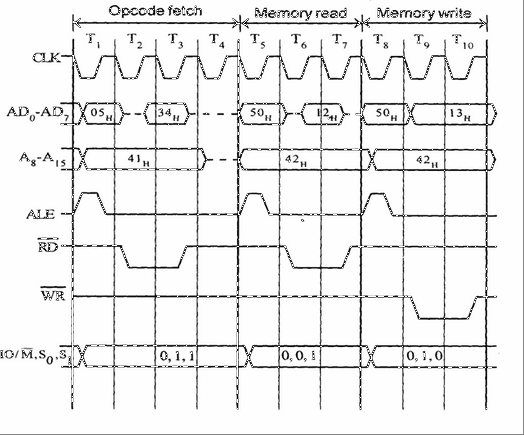 Opcode fetch Memory read Memory write
T1 T2 T3 T4 T5 T6 T7 T8 T9 T10
CLK
AD0-AD7 05H 34H 50H 12H 50H 13H
A8-A15 41H 42H 42H
ALE
RD
WR
IO/M,S0,S1 0,1,1 0,0,1 0,1,0